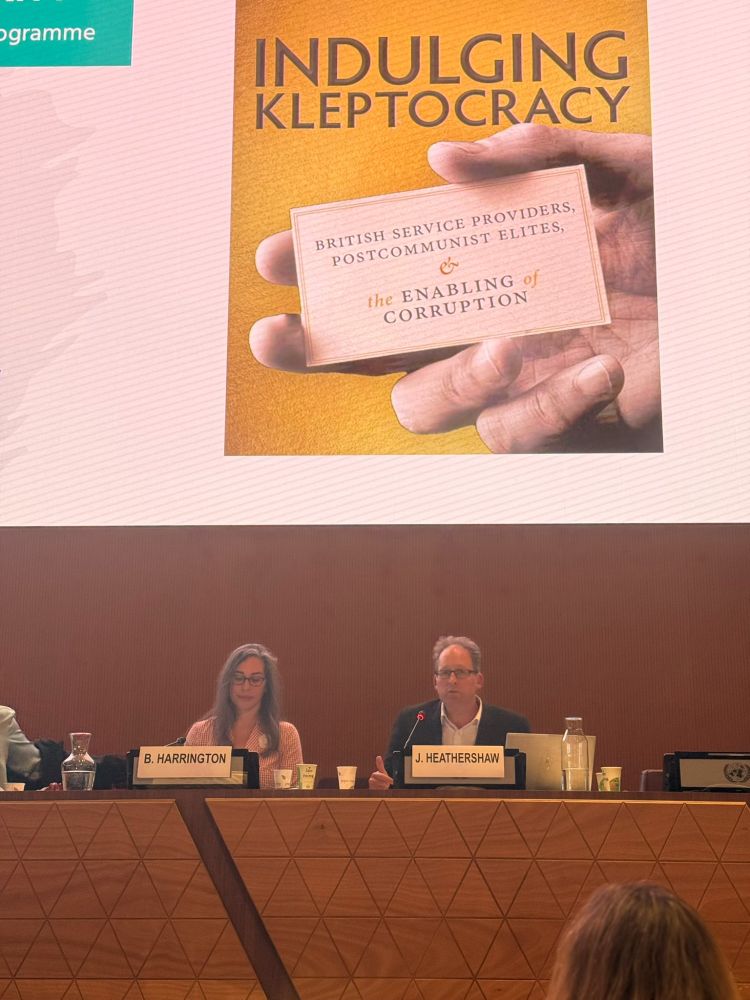 ogramme
INDULGING
KLEPTOCRACY
BRITISH SERVICE PROVIDERS,
POSTCOMMUNIST ELITES,
&
the ENABLING of
CORRUPTION
B. HARRINGTON
J. HEATHERSHAW